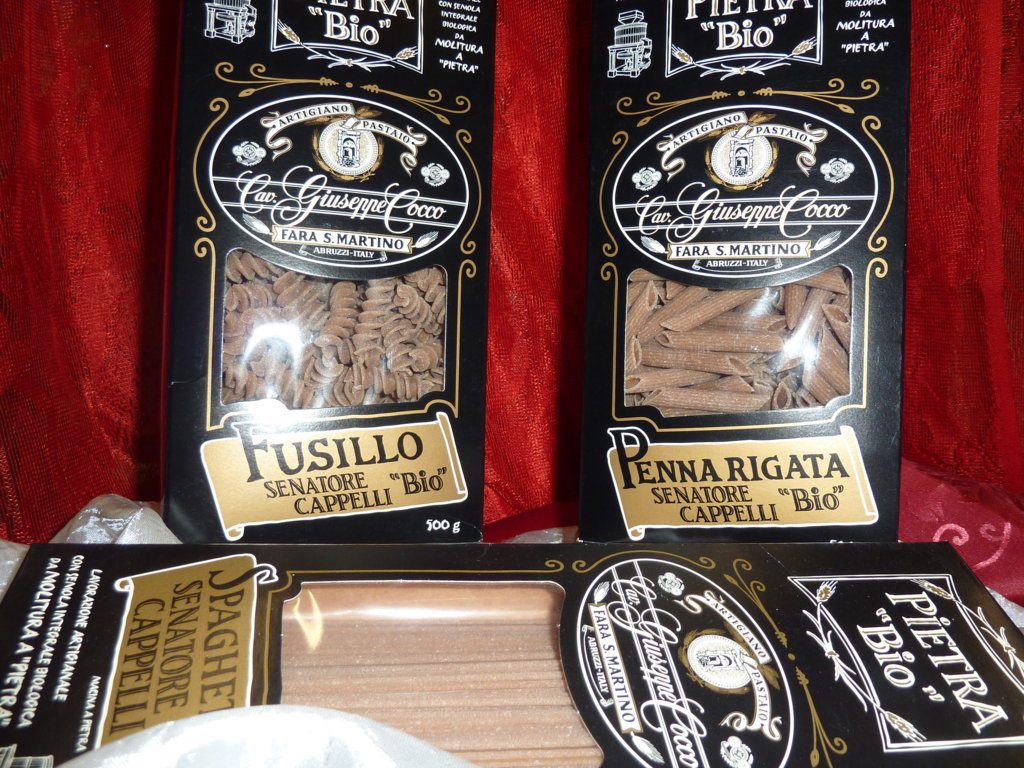 PIETRA
"Bio"
CON SEMOLA
INTEGRALE
BIOLOGICA
DA
MOLITURA
A "PIETRA"
ARTIGIANO PASTAIO
Cav. Giuseppe Cocco
FARA S. MARTINO
ABRUZZI-ITALY
FUSILLO
SENATORE
CAPPELLI "Bio"
500 g
PIETRA
"Bio"
BIOLOGICA
DA
MOLITURA
A "PIETRA"
ARTIGIANO PASTAIO
Cav. Giuseppe Cocco
FARA S. MARTINO
ABRUZZI-ITALY
PENNA RIGATA
SENATORE
CAPPELLI "Bio"
PIETRA
"Bio"
ARTIGIANO PASTAIO
Cav. Giuseppe Cocco
FARA S. MARTINO
ABRUZZI-ITALY
SPAGHE
SENATORE
CAPPELLI
LAVORAZIONE ARTIGIANALE
CON SEMOLA INTEGRALE BIOLOGICA
DA MOLITURA A "PIETRA"
MACINA A PIETRA